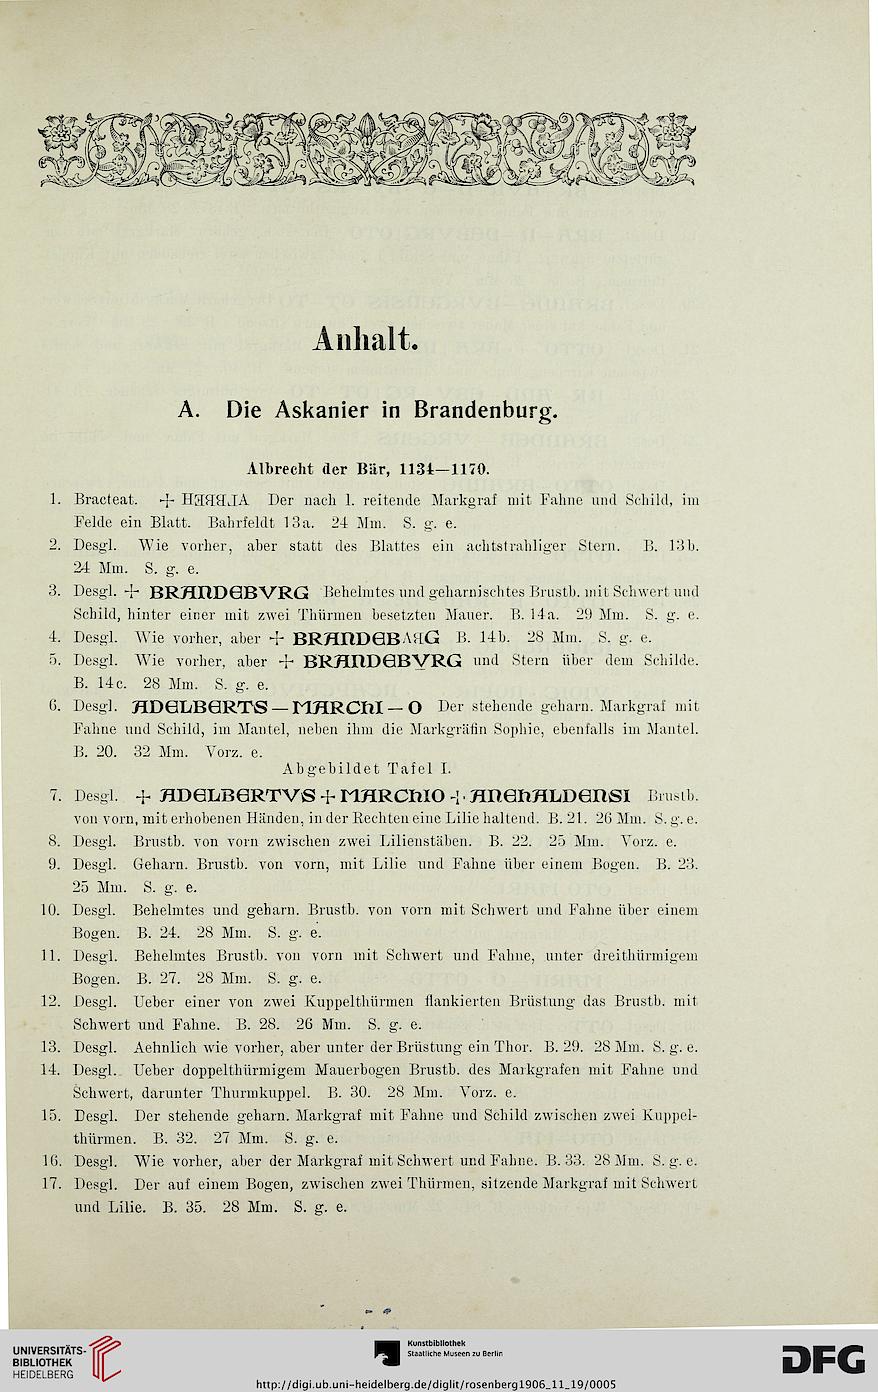 Anhalt.
A. Die Askanier in Brandenburg.
Albrecht der Bär, 1134—1170.
1. Bracteat. + Der nach l. reitende Markgraf mit Fahne und Schild, im
Felde ein Blatt. Bahrfeldt 13a. 24 Mm. S. g. e.
2. Desgl. Wie vorher, aber statt des Blattes ein achtstrahliger Stern. B. 13b.
24 Mm. S. g. e.
3. Desgl. + BRANDEBVRG Behelmtes und geharnischtes Brustb. mit Schwert und
Schild, hinter einer mit zwei Thürmen besetzten Mauer. B. 14a. 29 Mm. S. g. e.
4. Desgl. Wie vorher, aber + B. 14b. 28 Mm. S. g. e.
5. Desgl. Wie vorher, aber + BRANDEBVRG und Stern über dem Schilde.
B. 14c. 28 Mm. S. g. e.
6. Desgl. ADELBERTS — MARChI — O Der stehende geharn. Markgraf mit
Fahne und Schild, im Mantel, neben ihm die Markgräfin Sophie, ebenfalls im Mantel.
B. 20. 32 Mm. Vorz. e.
Abgebildet Tafel I.
7. Desgl. + ADELBERTVS + MARChIO + ANEhALDENSI Brustb.
von vorn, mit erhobenen Händen, in der Rechten eine Lilie haltend. B. 21. 26 Mm. S. g. e.
8. Desgl. Brustb. von vorn zwischen zwei Lilienstäben. B. 22. 25 Mm. Vorz. e.
9. Desgl. Geharn. Brustb. von vorn, mit Lilie und Fahne über einem Bogen. B. 23.
25 Mm. S. g. e.
10. Desgl. Behelmtes und geharn. Brustb. von vorn mit Schwert und Fahne über einem
Bogen. B. 24. 28 Mm. S. g. e.
11. Desgl. Behelmtes Brustb. von vorn mit Schwert und Fahne, unter dreithürmigem
Bogen. B. 27. 28 Mm. S. g. e.
12. Desgl. Ueber einer von zwei Kuppelthürmen flankierten Brüstung das Brustb. mit
Schwert und Fahne. B. 28. 26 Mm. S. g. e.
13. Desgl. Aehnlich wie vorher, aber unter der Brüstung ein Thor. B. 29. 28 Mm. S. g. e.
14. Desgl. Ueber doppelthürmigem Mauerbogen Brustb. des Markgrafen mit Fahne und
Schwert, darunter Thurmkuppel. B. 30. 28 Mm. Vorz. e.
15. Desgl. Der stehende geharn. Markgraf mit Fahne und Schild zwischen zwei Kuppel-
thürmen. B. 32. 27 Mm. S. g. e.
16. Desgl. Wie vorher, aber der Markgraf mit Schwert und Fahne. B. 33. 28 Mm. S. g. e.
17. Desgl. Der auf einem Bogen, zwischen zwei Thürmen, sitzende Markgraf mit Schwert
und Lilie. B. 35. 28 Mm. S. g. e.
UNIVERSITÄTS-
BIBLIOTHEK
HEIDELBERG
Kunstbibliothek
Staatliche Museen zu Berlin
DFG
http://digi.ub.uni-heidelberg.de/diglit/rosenberg1906_11_19/0005